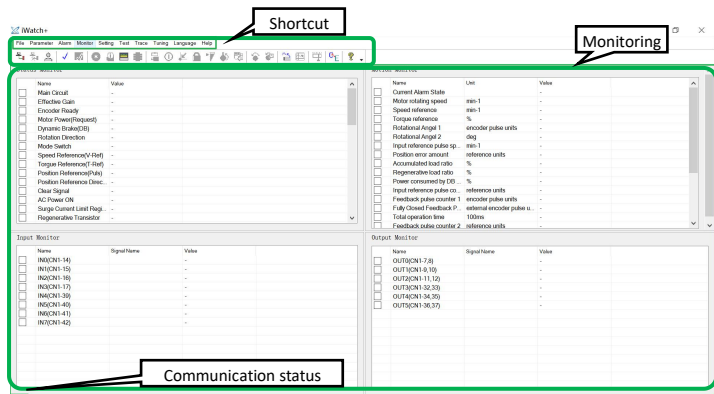 Shortcut
iWatch+
Monitoring
File Parameter Alarm Monitor Setting Test Trace Tuning Language Help
Name Value
Main Circuit -
Effective Gain -
Encoder Ready -
Motor Power(Request) -
Dynamic Brake(DB) -
Rotation Direction -
Mode Switch -
Speed Reference(V-Ref) -
Torgue Reference(T-Ref) -
Position Reference(Puls) -
Position Reference Direc... -
Clear Signal -
AC Power ON -
Surge Current Limit Regi... -
Regenerative Transistor -
Name Unit Value
Current Alarm State -
Motor rotating speed min-1 -
Speed reference min-1 -
Torque reference % -
Rotational Angel 1 encoder pulse units -
Rotational Angel 2 deg -
Input reference pulse sp... min-1 -
Position error amount reference units -
Accumulated load ratio % -
Regenerative load ratio % -
Power consumed by DB ... % -
Input reference pulse co... reference units -
Feedback pulse counter 1 encoder pulse units -
Fully Closed Feedback P... external encoder pulse u... -
Total operation time 100ms -
Feedback pulse counter 2 reference units -
Input Monitor
Name Signal Name Value
IN0(CN1-14) -
IN1(CN1-15) -
IN2(CN1-16) -
IN3(CN1-17) -
IN4(CN1-39) -
IN5(CN1-40) -
IN6(CN1-41) -
IN7(CN1-42) -
Output Monitor
Name Signal Name Value
OUT0(CN1-7,8) -
OUT1(CN1-9,10) -
OUT2(CN1-11,12) -
OUT3(CN1-32,33) -
OUT4(CN1-34,35) -
OUT5(CN1-36,37) -
Communication status